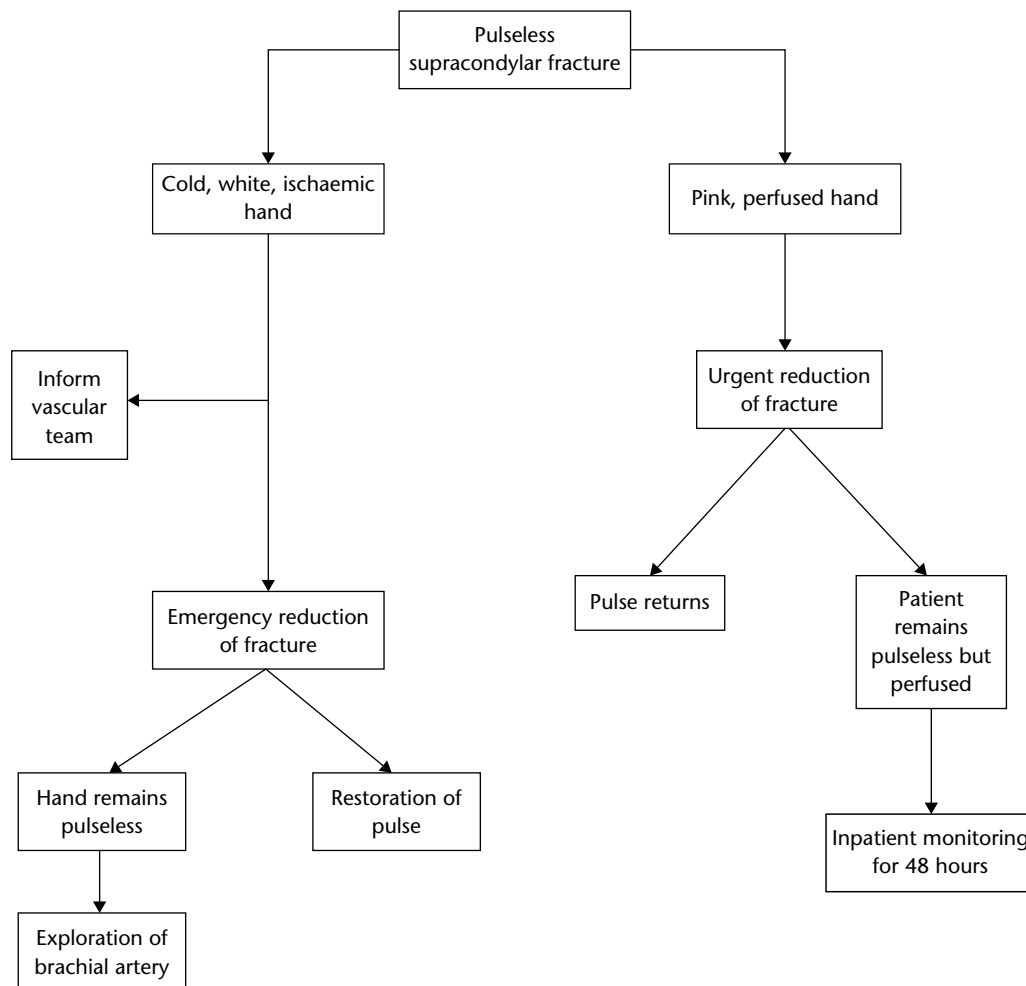 Pulseless
supracondylar fracture
Cold, white, ischaemic
hand
Pink, perfused hand
Inform
vascular
team
Urgent reduction
of fracture
Emergency reduction
of fracture
Pulse returns
Patient
remains
pulseless but
perfused
Hand remains
pulseless
Restoration of
pulse
Inpatient monitoring
for 48 hours
Exploration of
brachial artery